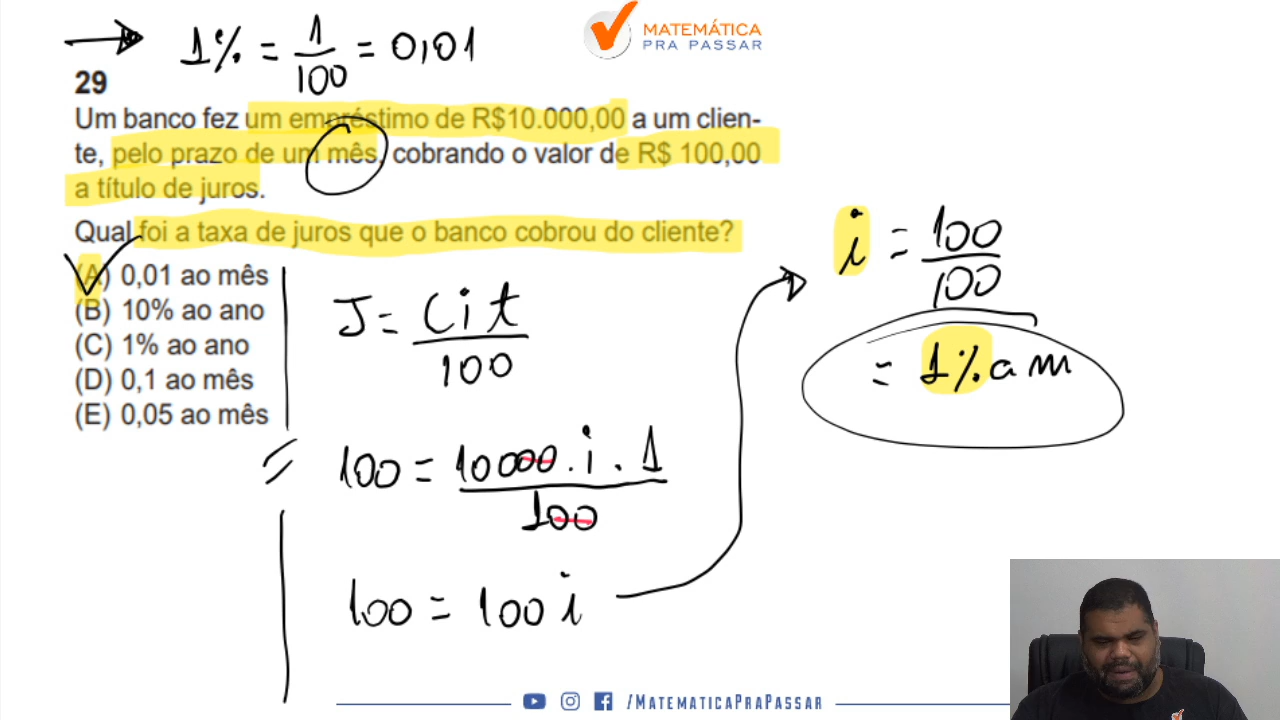 1% = 1/100 = 0,01
MATEMÁTICA
PRA PASSAR
29
Um banco fez um empréstimo de R$10.000,00 a um clien-
te, pelo prazo de um mês, cobrando o valor de R$ 100,00
a título de juros.
Qual foi a taxa de juros que o banco cobrou do cliente?
(A) 0,01 ao mês
(B) 10% ao ano
(C) 1% ao ano
(D) 0,1 ao mês
(E) 0,05 ao mês
J = Cit/100
100 = 10000.i.1/100
100 = 100 i
i = 100/100
= 1% a m
/MATEMATICAPRAPASSAR